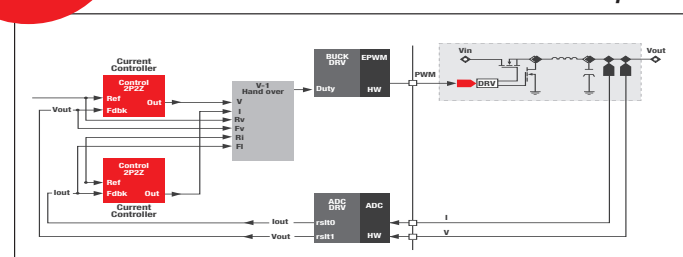 Current
Controller
Control
2P2Z
Ref
Fdbk
Out
Vout
V-1
Hand over
V
I
Rv
Fv
Ri
FI
BUCK
DRV
EPWM
Duty
HW
PWM
Vin
DRV
Vout
Control
2P2Z
Ref
Fdbk
Out
Iout
Current
Controller
Iout
Vout
ADC
DRV
ADC
rslt0
rslt1
HW
I
V